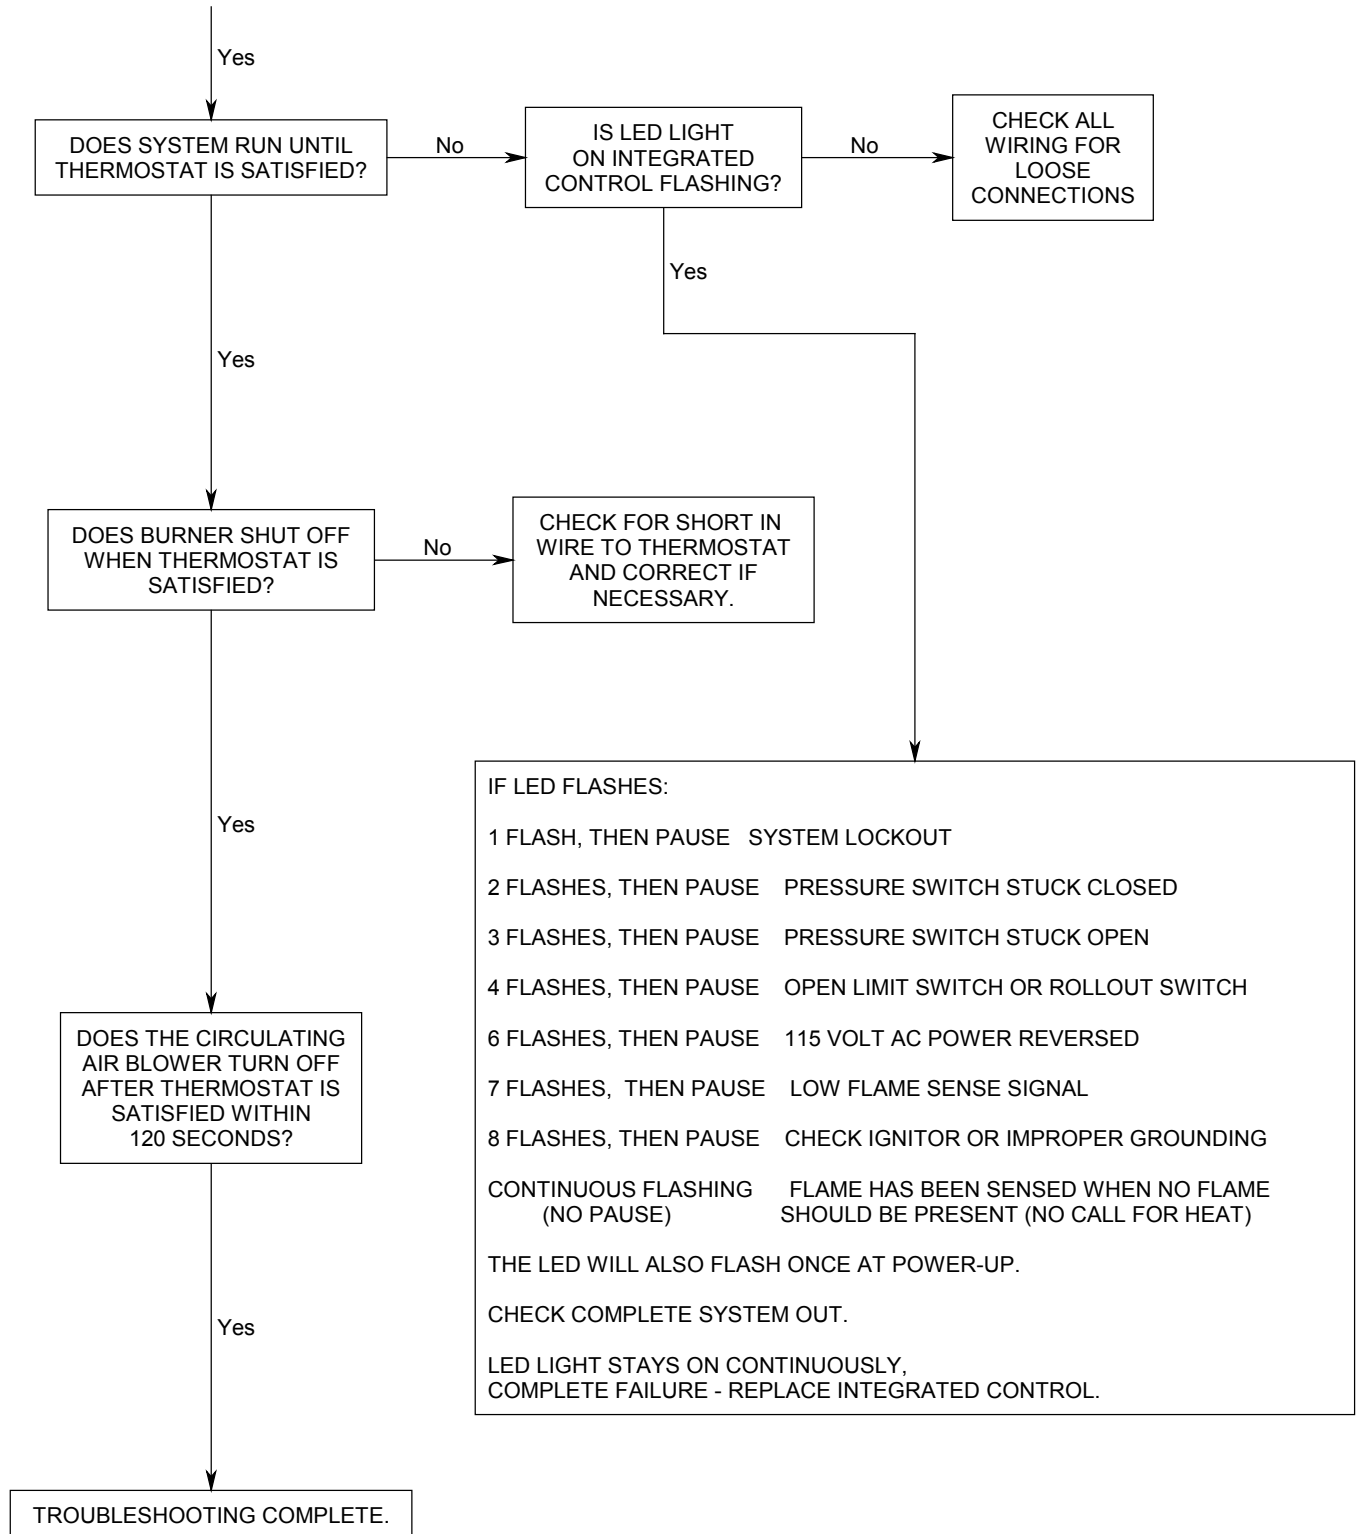 Yes
DOES SYSTEM RUN UNTIL
THERMOSTAT IS SATISFIED?
No
IS LED LIGHT
ON INTEGRATED
CONTROL FLASHING?
No
CHECK ALL
WIRING FOR
LOOSE
CONNECTIONS
Yes
Yes
DOES BURNER SHUT OFF
WHEN THERMOSTAT IS
SATISFIED?
No
CHECK FOR SHORT IN
WIRE TO THERMOSTAT
AND CORRECT IF
NECESSARY.
Yes
IF LED FLASHES:
1 FLASH, THEN PAUSE SYSTEM LOCKOUT
2 FLASHES, THEN PAUSE PRESSURE SWITCH STUCK CLOSED
3 FLASHES, THEN PAUSE PRESSURE SWITCH STUCK OPEN
4 FLASHES, THEN PAUSE OPEN LIMIT SWITCH OR ROLLOUT SWITCH
6 FLASHES, THEN PAUSE 115 VOLT AC POWER REVERSED
7 FLASHES, THEN PAUSE LOW FLAME SENSE SIGNAL
8 FLASHES, THEN PAUSE CHECK IGNITOR OR IMPROPER GROUNDING
CONTINUOUS FLASHING FLAME HAS BEEN SENSED WHEN NO FLAME
(NO PAUSE) SHOULD BE PRESENT (NO CALL FOR HEAT)
THE LED WILL ALSO FLASH ONCE AT POWER-UP.
CHECK COMPLETE SYSTEM OUT.
LED LIGHT STAYS ON CONTINUOUSLY,
COMPLETE FAILURE - REPLACE INTEGRATED CONTROL.
DOES THE CIRCULATING
AIR BLOWER TURN OFF
AFTER THERMOSTAT IS
SATISFIED WITHIN
120 SECONDS?
Yes
TROUBLESHOOTING COMPLETE.